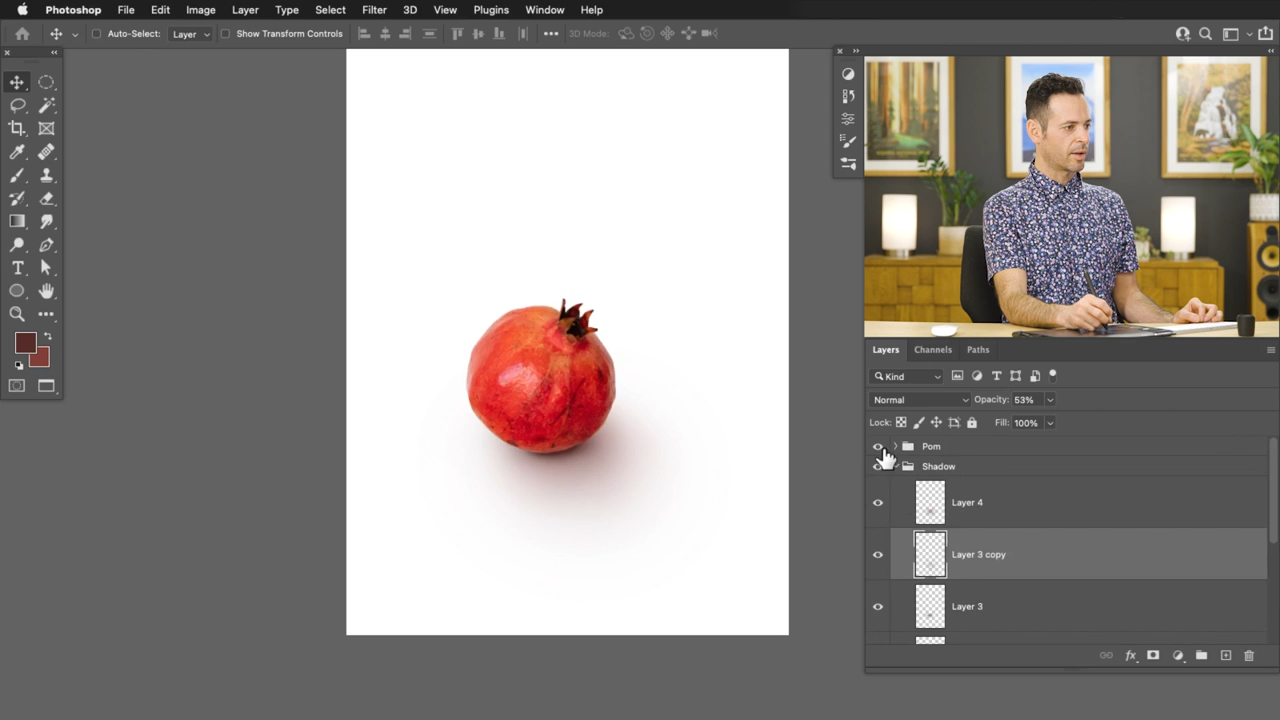 Photoshop File Edit Image Layer Type Select Filter 3D View Plugins Window Help
Auto-Select: Layer Show Transform Controls 3D Mode:
Layers Channels Paths
Kind
Normal Opacity: 53%
Lock: Fill: 100%
Pom
Shadow
Layer 4
Layer 3 copy
Layer 3
fx